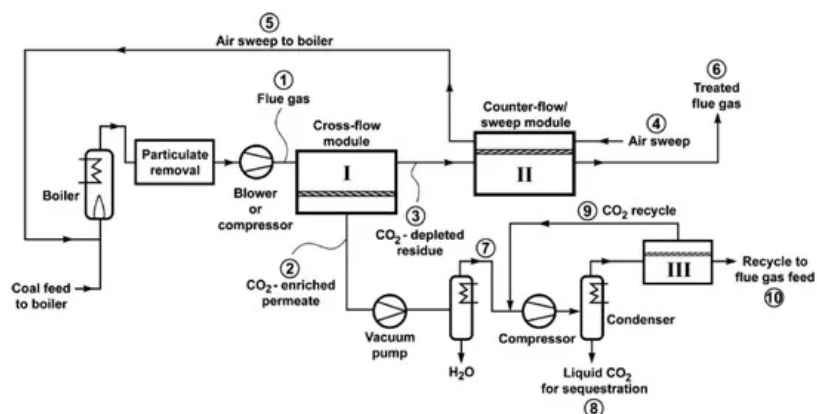 ⑤
Air sweep to boiler
①
Flue gas
Cross-flow
module
Counter-flow/
sweep module
⑥
Treated
flue gas
④
Air sweep
Particulate
removal
I
II
Boiler
Blower
or
compressor
③
CO₂ - depleted
residue
⑨ CO₂ recycle
②
CO₂ - enriched
permeate
⑦
III
Recycle to
flue gas feed
⑩
Coal feed
to boiler
Vacuum
pump
Compressor
Condenser
H₂O
Liquid CO₂
for sequestration
⑧